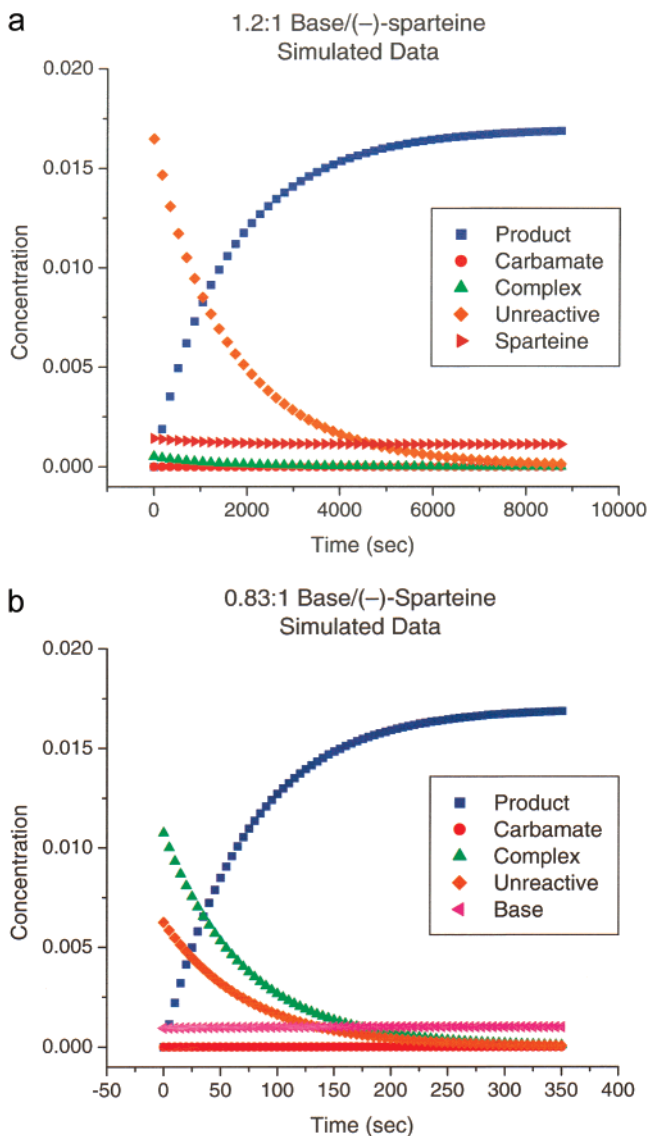 a
1.2:1 Base/(–)-sparteine
Simulated Data
0.020
0.015
0.010
0.005
0.000
Concentration
Product
Carbamate
Complex
Unreactive
Sparteine
0
2000
4000
6000
8000
10000
Time (sec)
b
0.83:1 Base/(–)-Sparteine
Simulated Data
0.020
0.015
0.010
0.005
0.000
Concentration
Product
Carbamate
Complex
Unreactive
Base
-50
0
50
100
150
200
250
300
350
400
Time (sec)